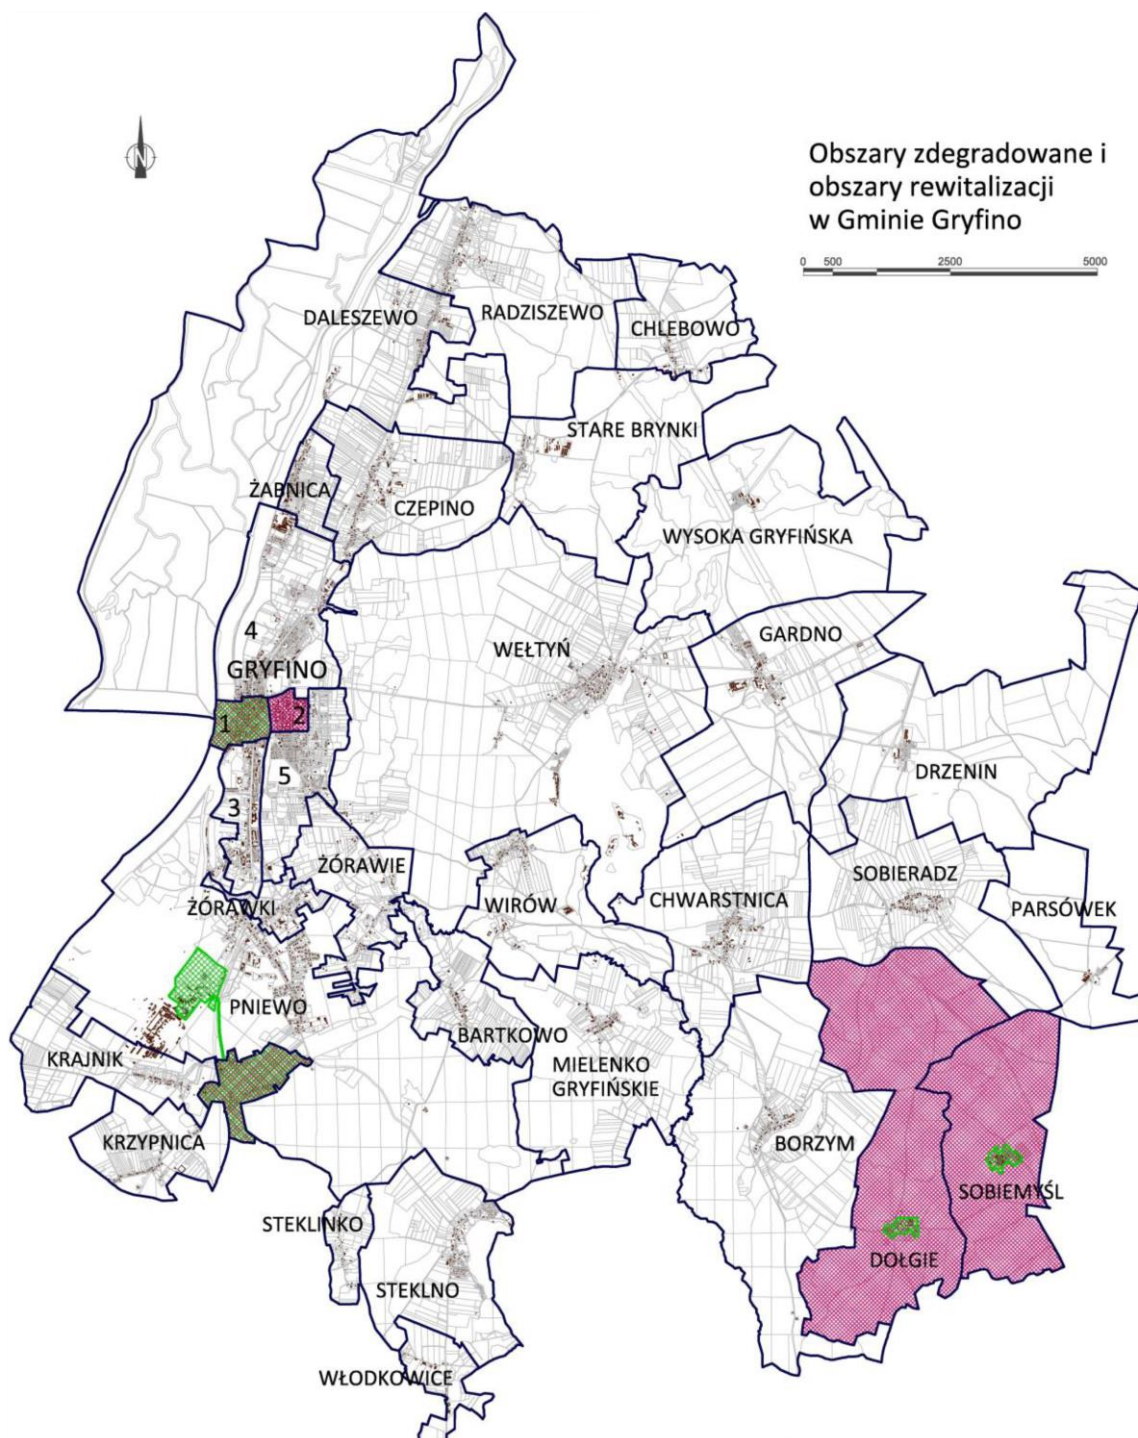 N
Obszary zdegradowane i
obszary rewitalizacji
w Gminie Gryfino
0 500 2500 5000
DALESZEWO
RADZISZEWO
CHLEBOWO
STARE BRYNKI
ŻABNICA
CZEPINO
WYSOKA GRYFIŃSKA
4
GRYFINO
WEŁTYŃ
GARDNO
1
2
DRZENIN
5
3
ŻÓRAWIE
SOBIERADZ
ŻÓRAWKI
WIRÓW
CHWARSTNICA
PARSÓWEK
PNIEWO
BARTKOWO
KRAJNIK
MIELENKO
GRYFIŃSKIE
KRZYPNICA
BORZYM
SOBIEMYŚL
STEKLINKO
DOŁGIE
STEKLNO
WŁODKOWICE